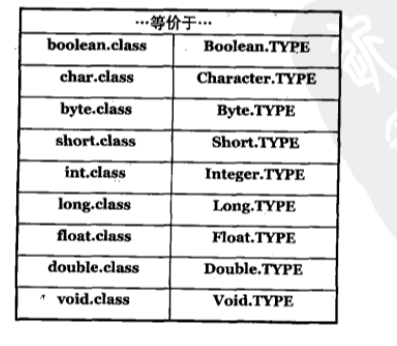 …等价于…
boolean.class Boolean.TYPE
char.class Character.TYPE
byte.class Byte.TYPE
short.class Short.TYPE
int.class Integer.TYPE
long.class Long.TYPE
float.class Float.TYPE
double.class Double.TYPE
void.class Void.TYPE